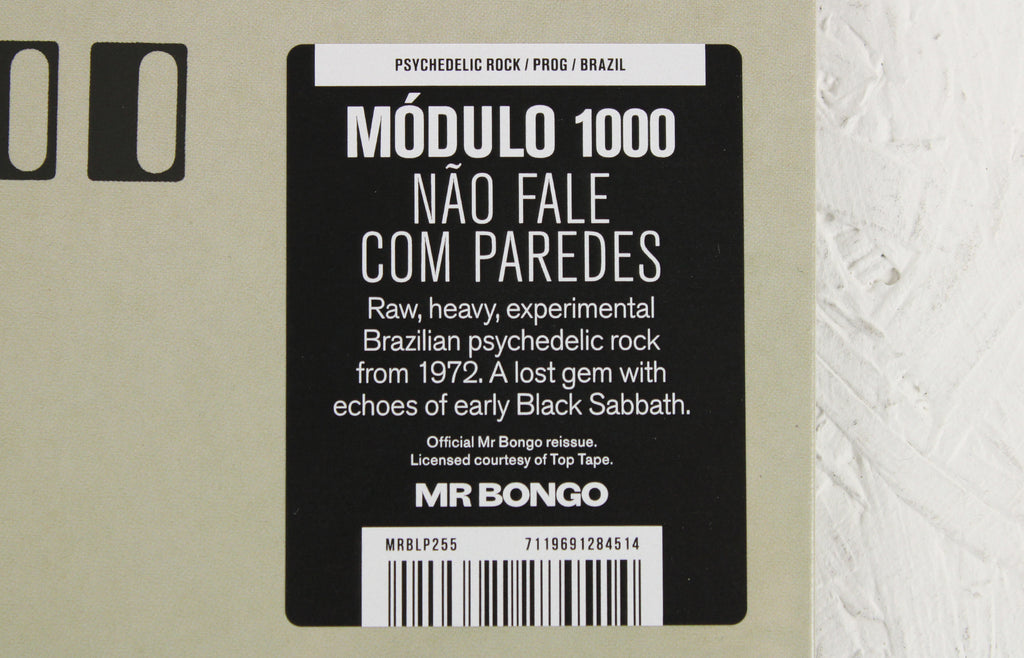 PSYCHEDELIC ROCK / PROG / BRAZIL
MÓDULO 1000
NÃO FALE
COM PAREDES
Raw, heavy, experimental
Brazilian psychedelic rock
from 1972. A lost gem with
echoes of early Black Sabbath.
Official Mr Bongo reissue.
Licensed courtesy of Top Tape.
MR BONGO
MRBLP255 7119691284514